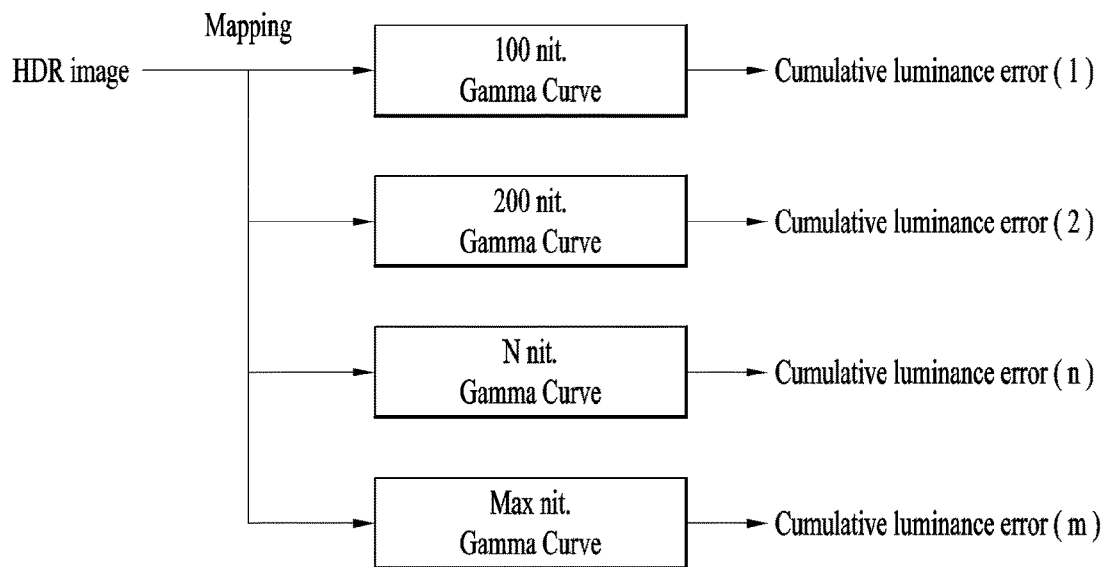 Mapping
HDR image
100 nit.
Gamma Curve
Cumulative luminance error ( 1 )
200 nit.
Gamma Curve
Cumulative luminance error ( 2 )
N nit.
Gamma Curve
Cumulative luminance error ( n )
Max nit.
Gamma Curve
Cumulative luminance error ( m )